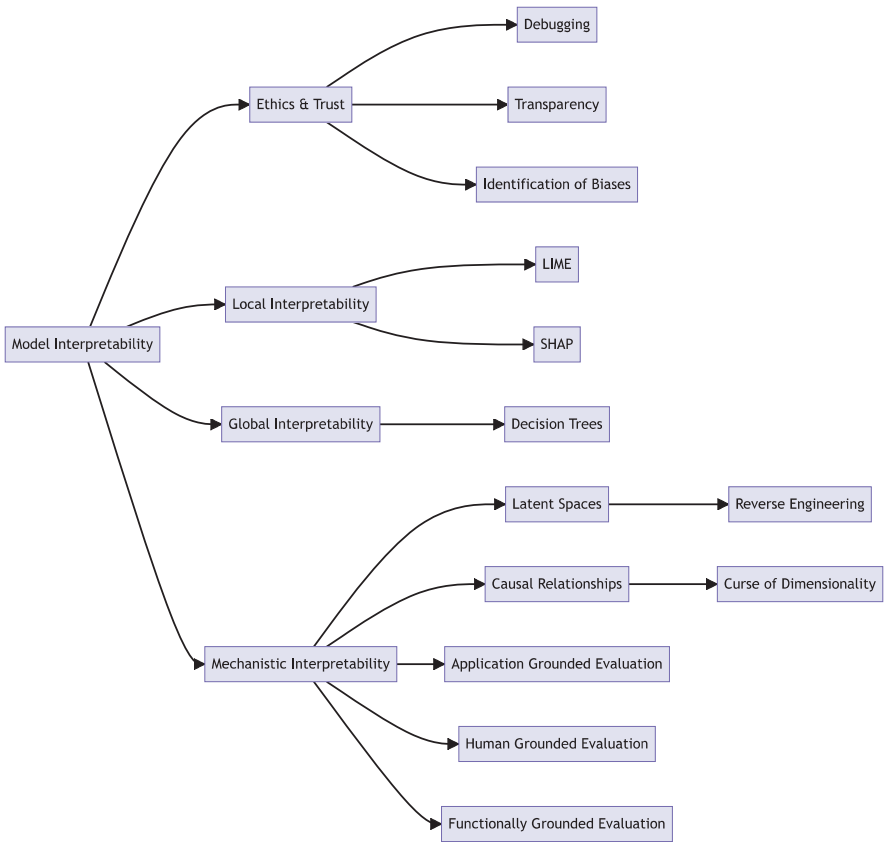 Debugging
Ethics & Trust
Transparency
Identification of Biases
LIME
Local Interpretability
Model Interpretability
SHAP
Global Interpretability
Decision Trees
Latent Spaces
Reverse Engineering
Causal Relationships
Curse of Dimensionality
Mechanistic Interpretability
Application Grounded Evaluation
Human Grounded Evaluation
Functionally Grounded Evaluation